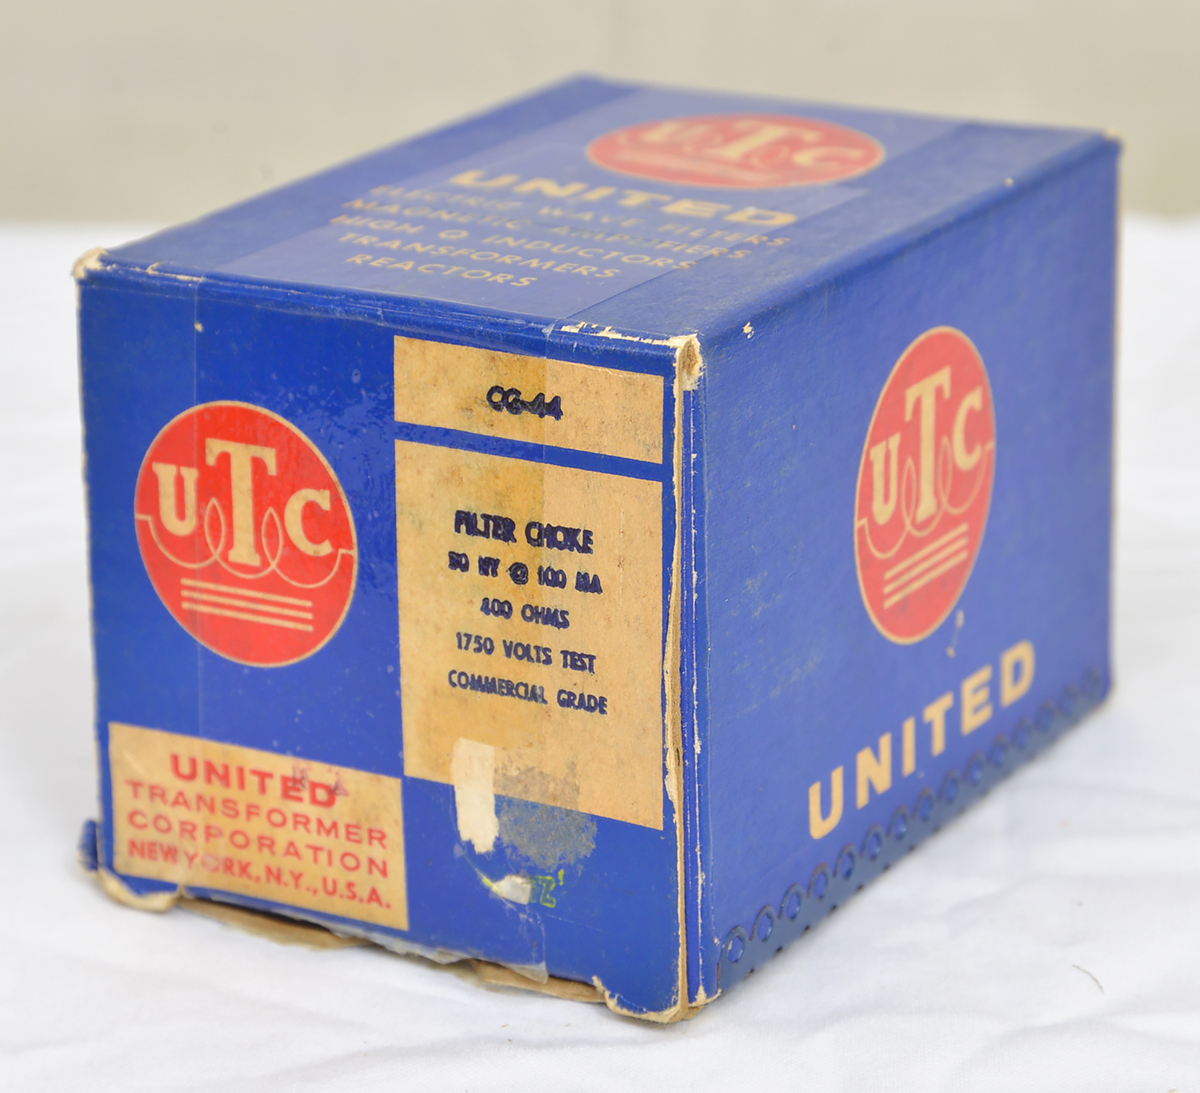 UTC
UNITED
ELECTRIC WAVE FILTERS
MAGNETIC AMPLIFIERS
HIGH Q INDUCTORS
TRANSFORMERS
REACTORS
UTC
CG-44
FILTER CHOKE
30 HY @ 100 MA
400 OHMS
1750 VOLTS TEST
COMMERCIAL GRADE
UNITED
TRANSFORMER
CORPORATION
NEW YORK, N.Y., U.S.A.
UTC
UNITED